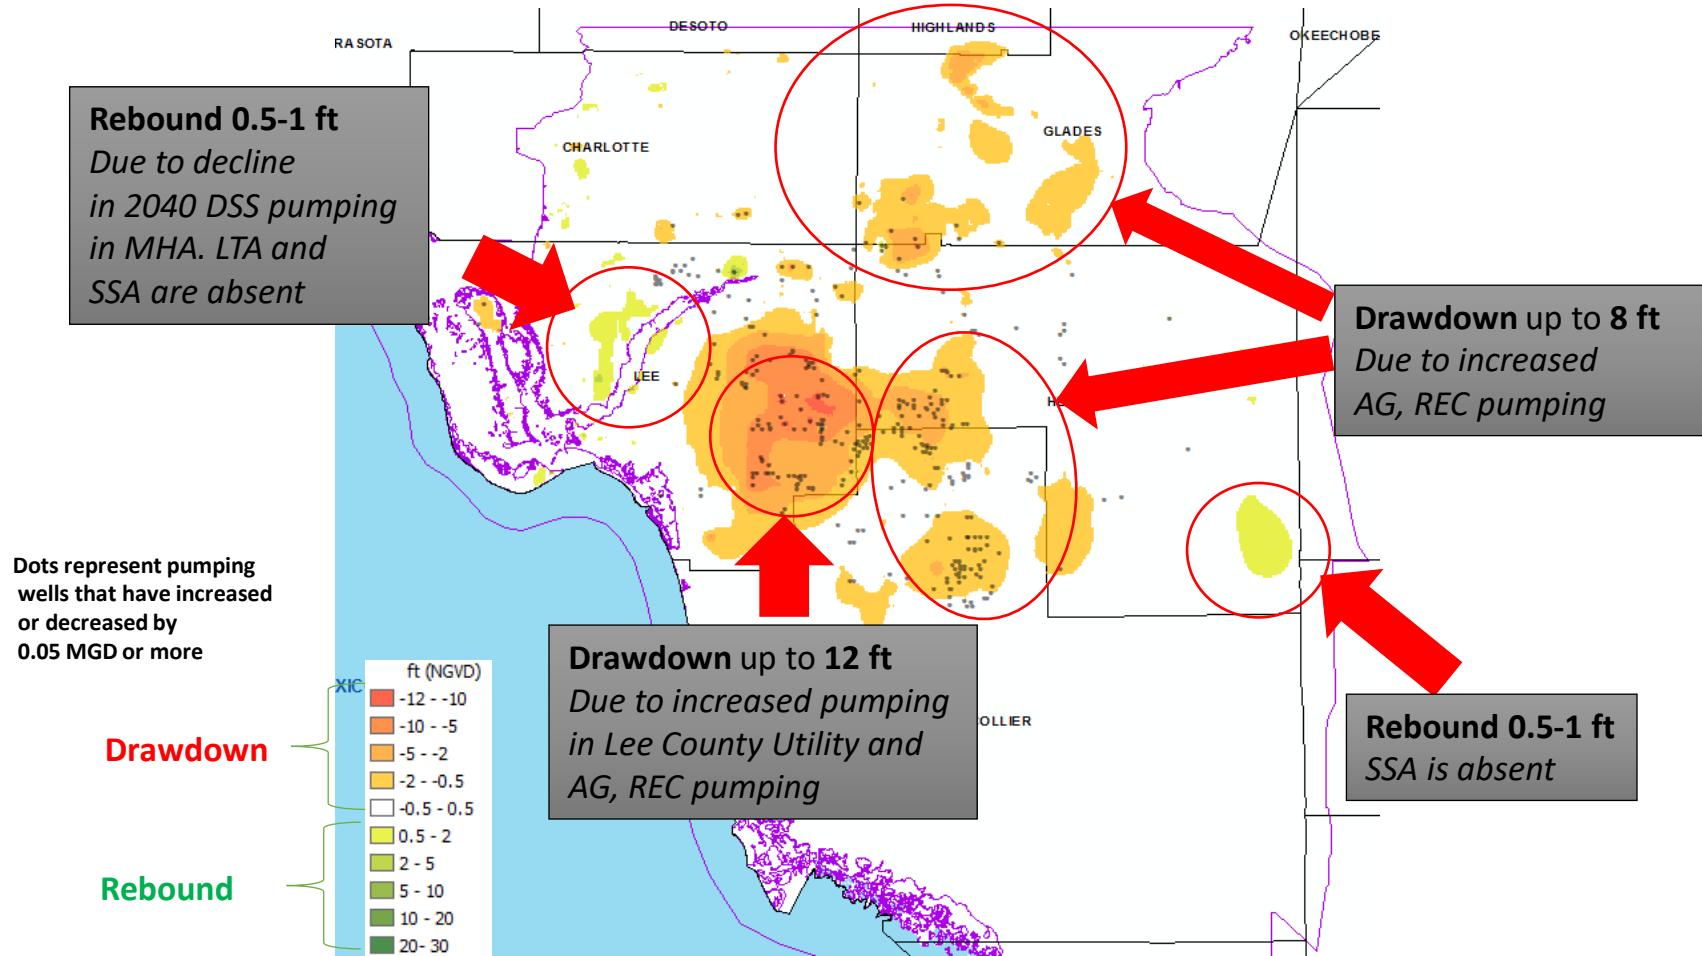 DESOTO
HIGHLANDS
RASOTA
OKEECHOBE
Rebound 0.5-1 ft
Due to decline
in 2040 DSS pumping
in MHA. LTA and
SSA are absent
CHARLOTTE
GLADES
Drawdown up to 8 ft
Due to increased
AG, REC pumping
LEE
H
Dots represent pumping
wells that have increased
or decreased by
0.05 MGD or more
Drawdown up to 12 ft
Due to increased pumping
in Lee County Utility and
AG, REC pumping
OLLIER
Rebound 0.5-1 ft
SSA is absent
XIC
ft (NGVD)
-12 - -10
-10 - -5
-5 - -2
-2 - -0.5
-0.5 - 0.5
0.5 - 2
2 - 5
5 - 10
10 - 20
20- 30
Drawdown
Rebound